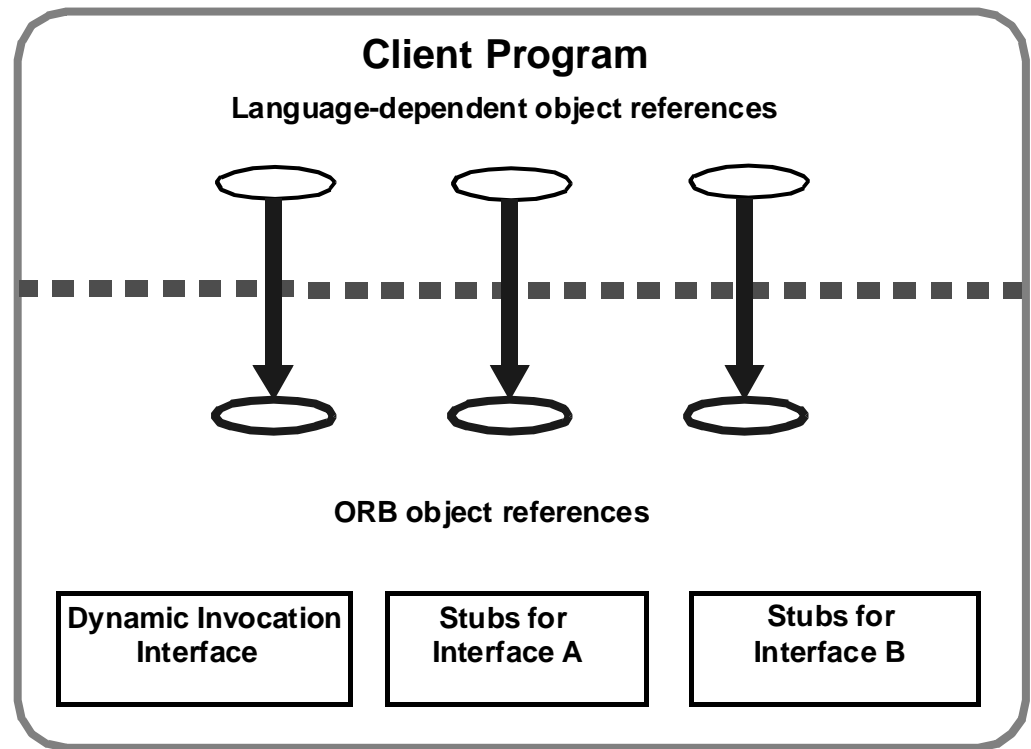 Client Program
Language-dependent object references
ORB object references
Dynamic Invocation
Interface
Stubs for
Interface A
Stubs for
Interface B